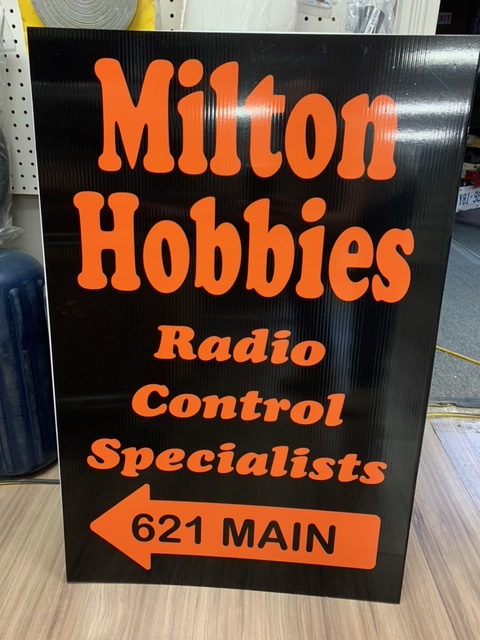 Milton
Hobbies
Radio
Control
Specialists
621 MAIN